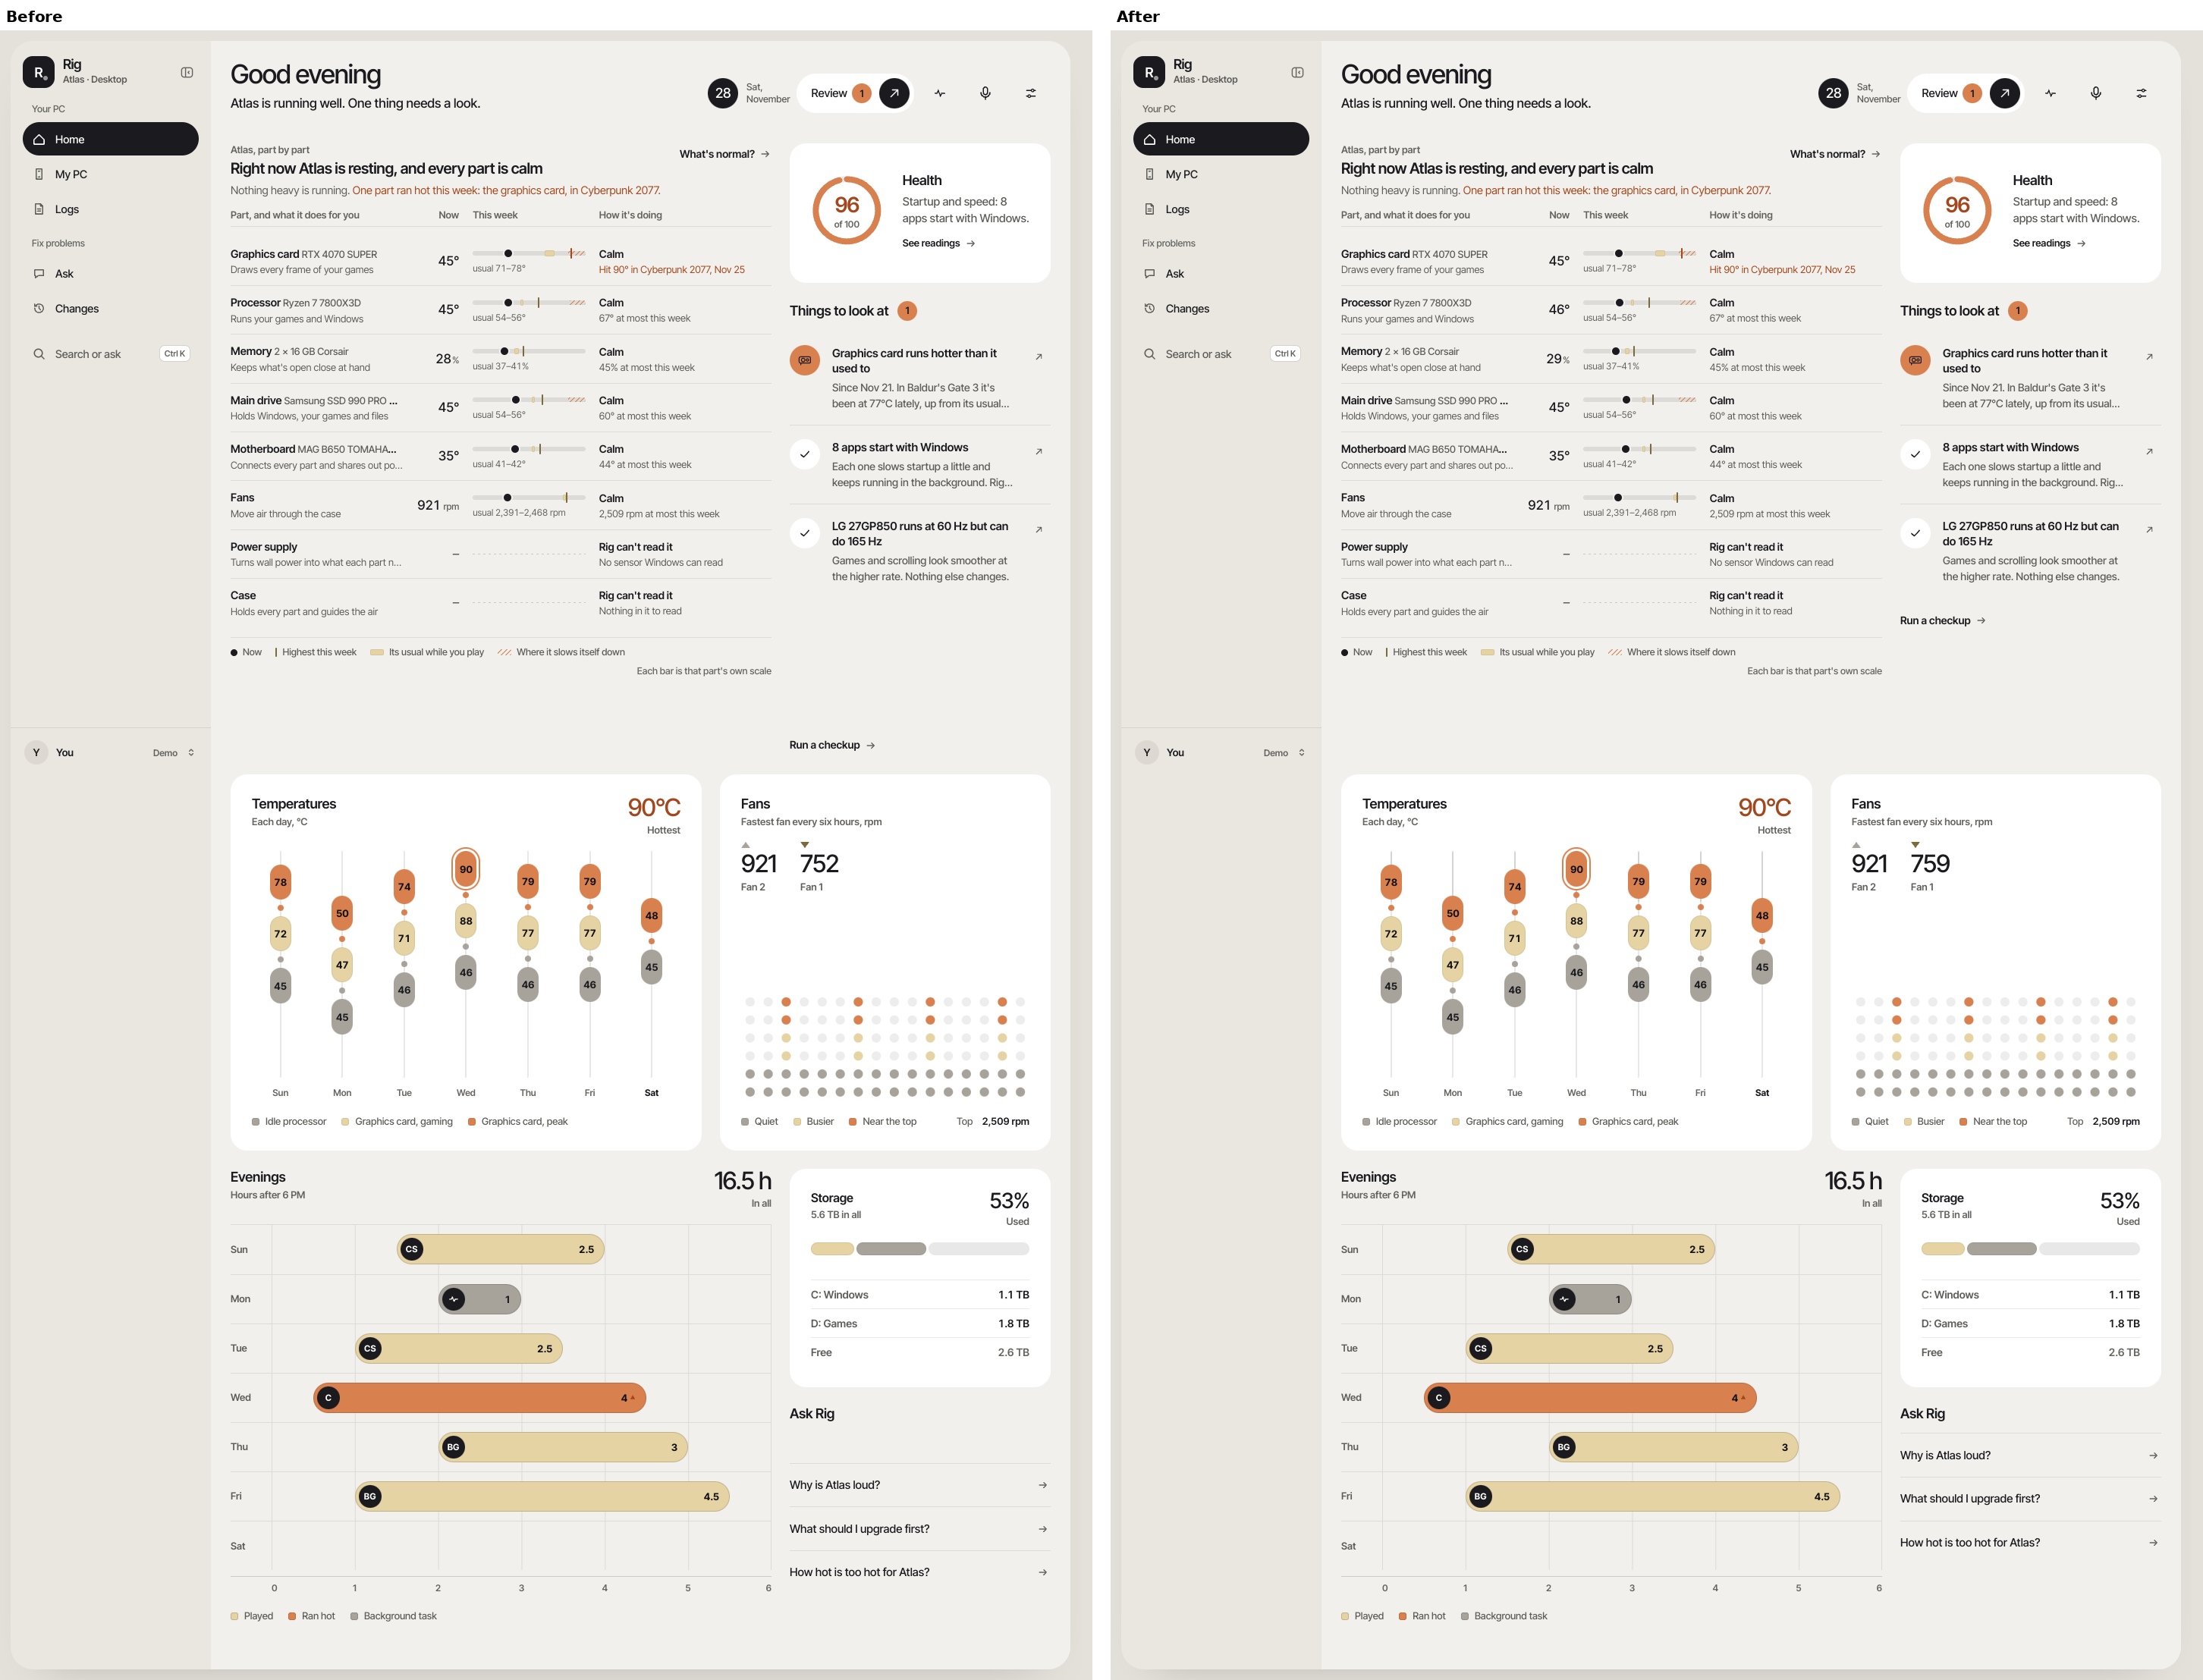 Before
R
Rig
Atlas · Desktop
Your PC
Home
My PC
Logs
Fix problems
Ask
Changes
Search or ask
Ctrl K
Y
You
Demo
Good evening
Atlas is running well. One thing needs a look.
28
Sat,
November
Review 1
Atlas, part by part
Right now Atlas is resting, and every part is calm
What's normal?
Nothing heavy is running. One part ran hot this week: the graphics card, in Cyberpunk 2077.
Part, and what it does for you Now This week How it's doing
Graphics card RTX 4070 SUPER
Draws every frame of your games
45°
usual 71–78°
Calm
Hit 90° in Cyberpunk 2077, Nov 25
Processor Ryzen 7 7800X3D
Runs your games and Windows
45°
usual 54–56°
Calm
67° at most this week
Memory 2 × 16 GB Corsair
Keeps what's open close at hand
28%
usual 37–41%
Calm
45% at most this week
Main drive Samsung SSD 990 PRO ...
Holds Windows, your games and files
45°
usual 54–56°
Calm
60° at most this week
Motherboard MAG B650 TOMAHA...
Connects every part and shares out po...
35°
usual 41–42°
Calm
44° at most this week
Fans
Move air through the case
921 rpm
usual 2,391–2,468 rpm
Calm
2,509 rpm at most this week
Power supply
Turns wall power into what each part n...
–
Rig can't read it
No sensor Windows can read
Case
Holds every part and guides the air
–
Rig can't read it
Nothing in it to read
Now Highest this week Its usual while you play Where it slows itself down
Each bar is that part's own scale
96
of 100
Health
Startup and speed: 8
apps start with Windows.
See readings
Things to look at 1
Graphics card runs hotter than it
used to
Since Nov 21. In Baldur's Gate 3 it's
been at 77°C lately, up from its usual...
8 apps start with Windows
Each one slows startup a little and
keeps running in the background. Rig...
LG 27GP850 runs at 60 Hz but can
do 165 Hz
Games and scrolling look smoother at
the higher rate. Nothing else changes.
Run a checkup
Temperatures
Each day, °C
90°C
Hottest
78
72
45
50
47
45
74
71
46
90
88
46
79
77
46
79
77
46
48
45
Sun Mon Tue Wed Thu Fri Sat
Idle processor Graphics card, gaming Graphics card, peak
Fans
Fastest fan every six hours, rpm
921 752
Fan 2 Fan 1
Quiet Busier Near the top Top 2,509 rpm
Evenings
Hours after 6 PM
16.5 h
In all
Sun CS 2.5
Mon 1
Tue CS 2.5
Wed C 4
Thu BG 3
Fri BG 4.5
Sat
0 1 2 3 4 5 6
Played Ran hot Background task
Storage
5.6 TB in all
53%
Used
C: Windows 1.1 TB
D: Games 1.8 TB
Free 2.6 TB
Ask Rig
Why is Atlas loud?
What should I upgrade first?
How hot is too hot for Atlas?
After
R
Rig
Atlas · Desktop
Your PC
Home
My PC
Logs
Fix problems
Ask
Changes
Search or ask
Ctrl K
Y
You
Demo
Good evening
Atlas is running well. One thing needs a look.
28
Sat,
November
Review 1
Atlas, part by part
Right now Atlas is resting, and every part is calm
What's normal?
Nothing heavy is running. One part ran hot this week: the graphics card, in Cyberpunk 2077.
Part, and what it does for you Now This week How it's doing
Graphics card RTX 4070 SUPER
Draws every frame of your games
45°
usual 71–78°
Calm
Hit 90° in Cyberpunk 2077, Nov 25
Processor Ryzen 7 7800X3D
Runs your games and Windows
46°
usual 54–56°
Calm
67° at most this week
Memory 2 × 16 GB Corsair
Keeps what's open close at hand
29%
usual 37–41%
Calm
45% at most this week
Main drive Samsung SSD 990 PRO ...
Holds Windows, your games and files
45°
usual 54–56°
Calm
60° at most this week
Motherboard MAG B650 TOMAHA...
Connects every part and shares out po...
35°
usual 41–42°
Calm
44° at most this week
Fans
Move air through the case
921 rpm
usual 2,391–2,468 rpm
Calm
2,509 rpm at most this week
Power supply
Turns wall power into what each part n...
–
Rig can't read it
No sensor Windows can read
Case
Holds every part and guides the air
–
Rig can't read it
Nothing in it to read
Now Highest this week Its usual while you play Where it slows itself down
Each bar is that part's own scale
96
of 100
Health
Startup and speed: 8
apps start with Windows.
See readings
Things to look at 1
Graphics card runs hotter than it
used to
Since Nov 21. In Baldur's Gate 3 it's
been at 77°C lately, up from its usual...
8 apps start with Windows
Each one slows startup a little and
keeps running in the background. Rig...
LG 27GP850 runs at 60 Hz but can
do 165 Hz
Games and scrolling look smoother at
the higher rate. Nothing else changes.
Run a checkup
Temperatures
Each day, °C
90°C
Hottest
78
72
45
50
47
45
74
71
46
90
88
46
79
77
46
79
77
46
48
45
Sun Mon Tue Wed Thu Fri Sat
Idle processor Graphics card, gaming Graphics card, peak
Fans
Fastest fan every six hours, rpm
921 759
Fan 2 Fan 1
Quiet Busier Near the top Top 2,509 rpm
Evenings
Hours after 6 PM
16.5 h
In all
Sun CS 2.5
Mon 1
Tue CS 2.5
Wed C 4
Thu BG 3
Fri BG 4.5
Sat
0 1 2 3 4 5 6
Played Ran hot Background task
Storage
5.6 TB in all
53%
Used
C: Windows 1.1 TB
D: Games 1.8 TB
Free 2.6 TB
Ask Rig
Why is Atlas loud?
What should I upgrade first?
How hot is too hot for Atlas?